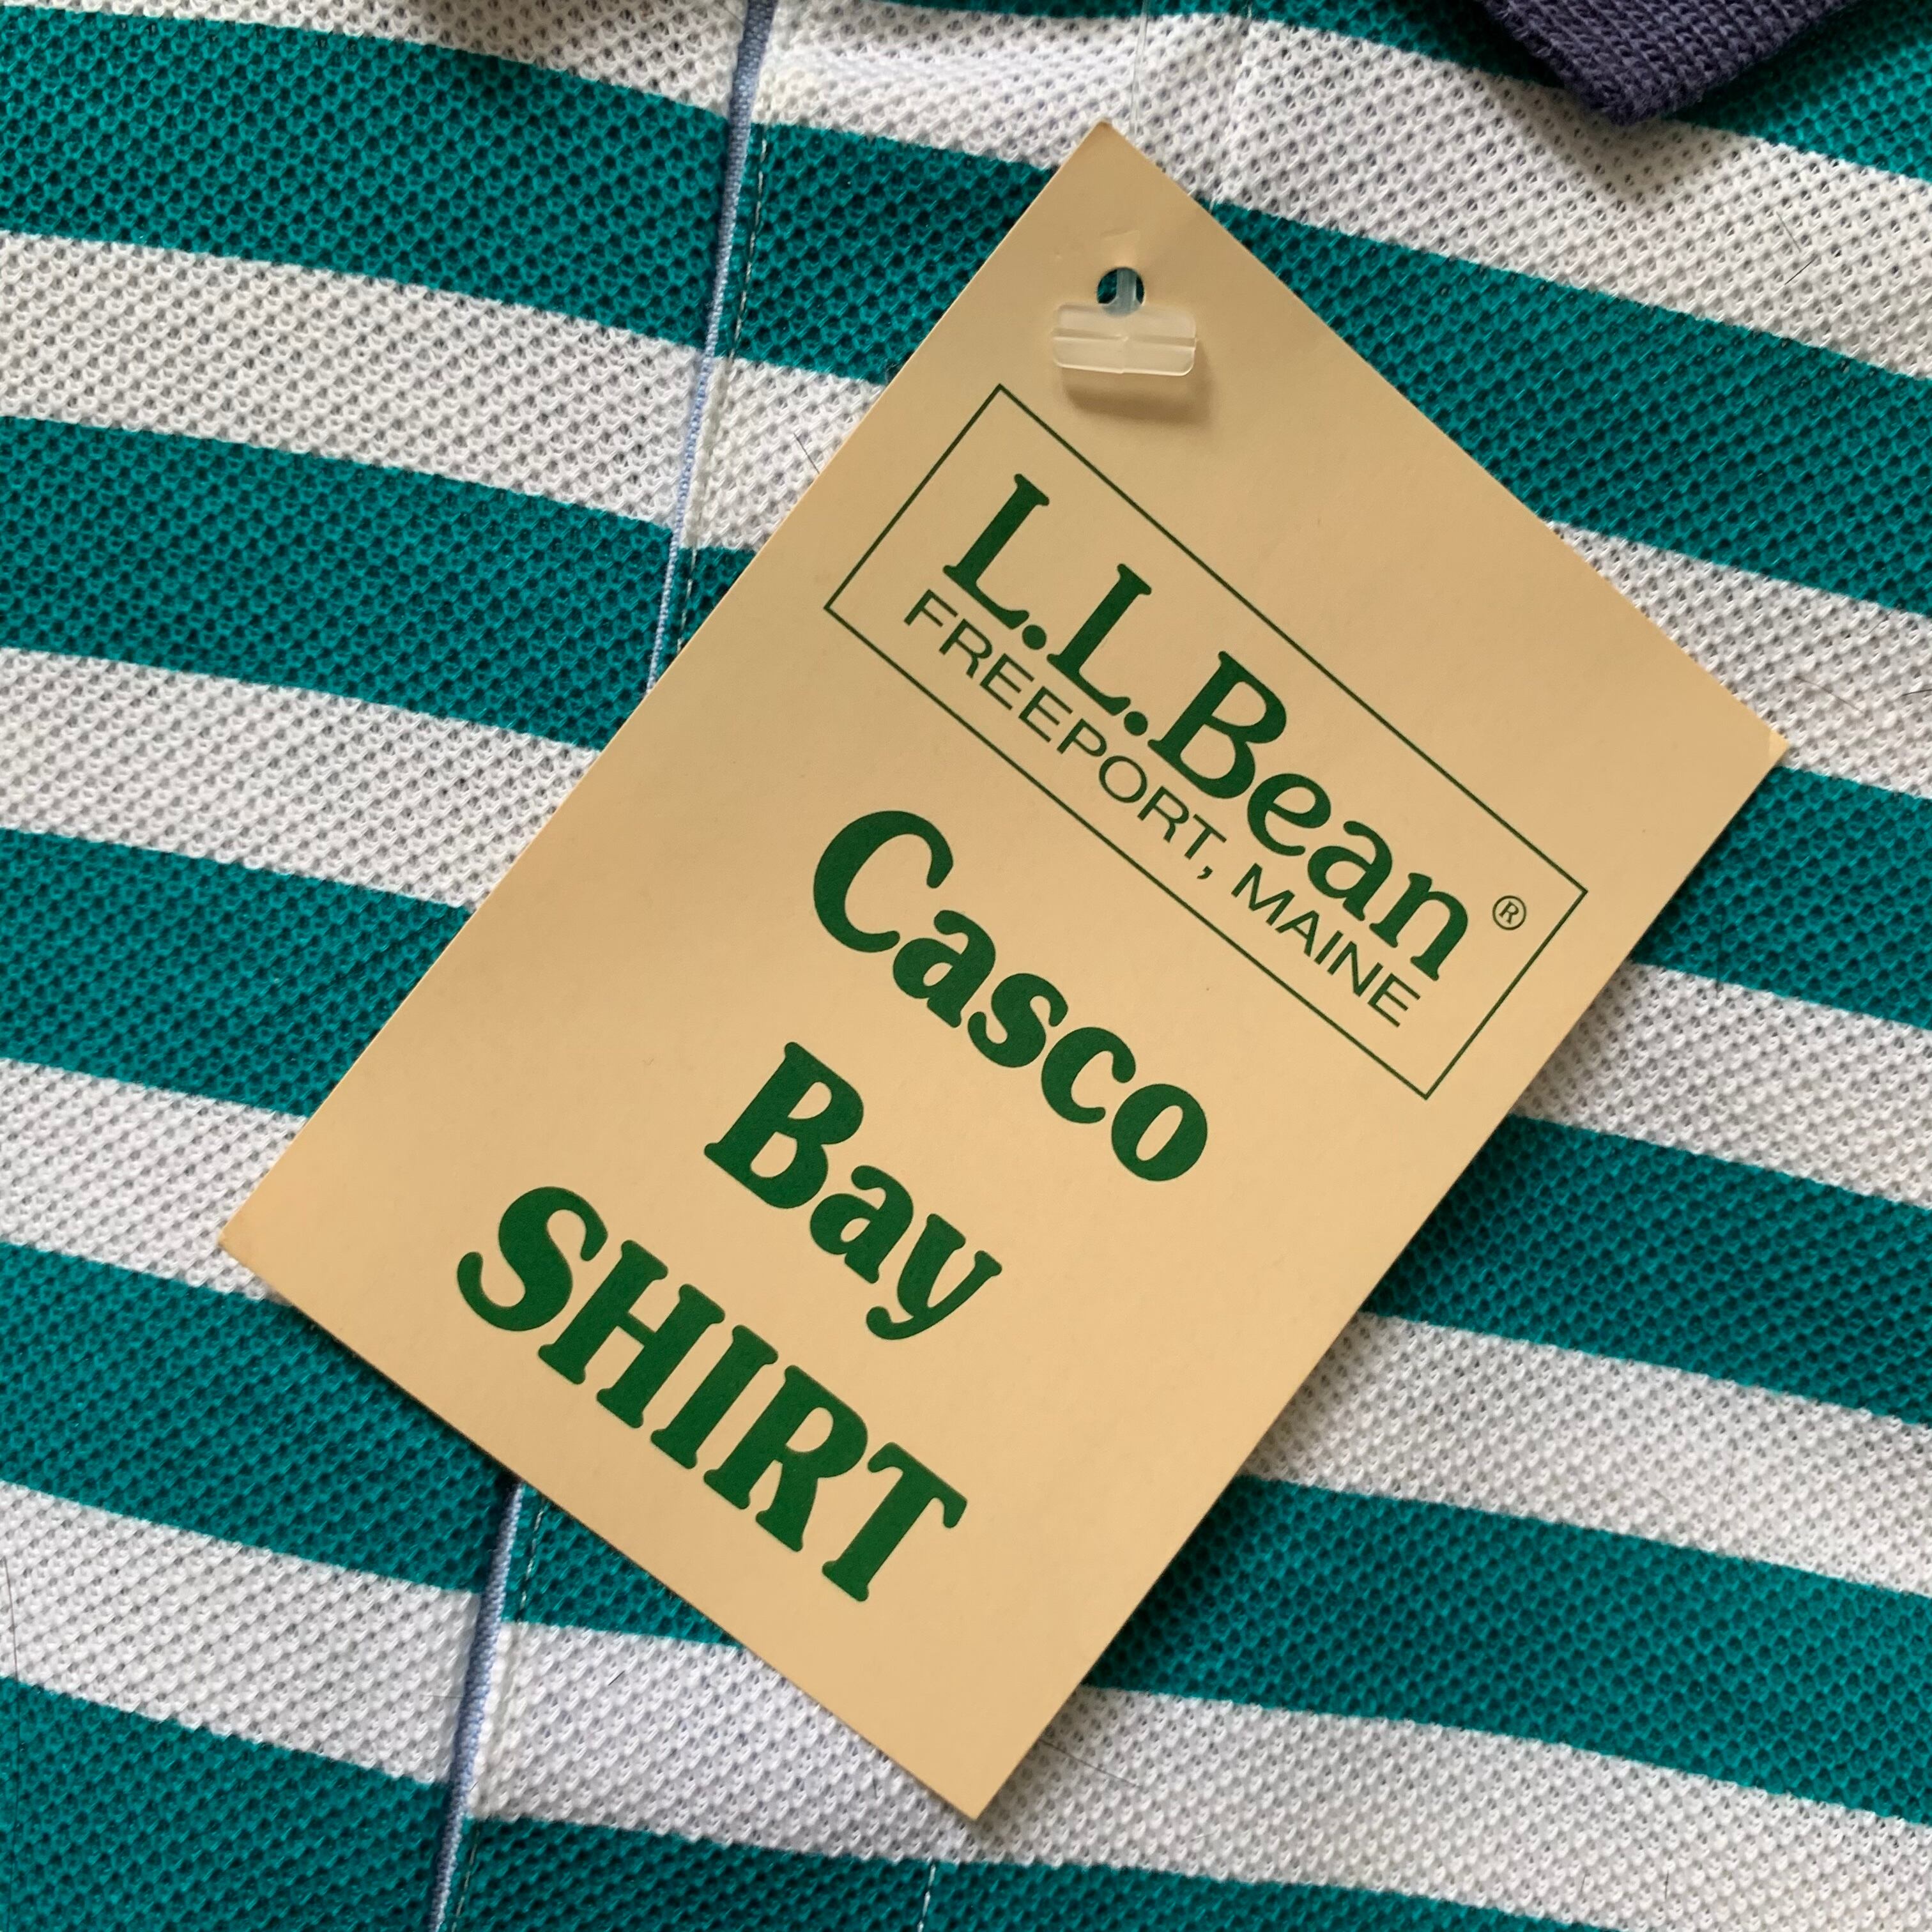 L.L.Bean®
FREEPORT, MAINE
Casco
Bay
SHIRT